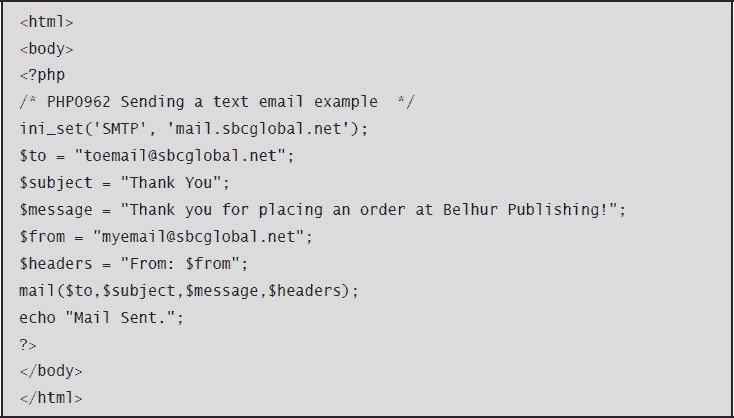 <html>
<body>
<?php
/* PHP0962 Sending a text email example  */
ini_set('SMTP', 'mail.sbcglobal.net');
$to = "toemail@sbcglobal.net";
$subject = "Thank You";
$message = "Thank you for placing an order at Belhur Publishing!";
$from = "myemail@sbcglobal.net";
$headers = "From: $from";
mail($to,$subject,$message,$headers);
echo "Mail Sent.";
?>
</body>
</html>